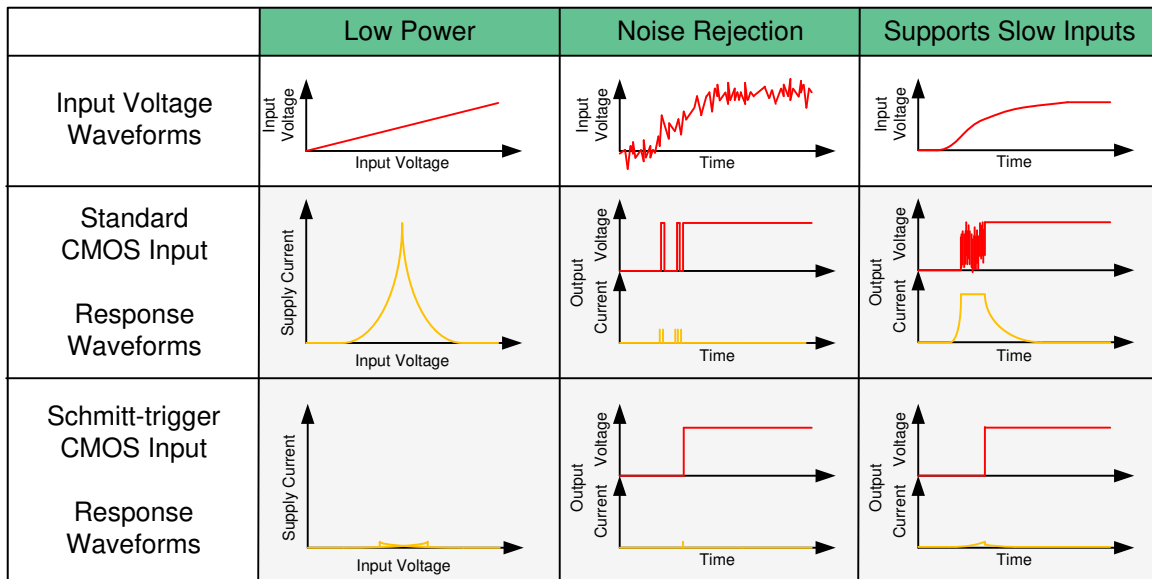 Low Power
Noise Rejection
Supports Slow Inputs
Input Voltage
Waveforms
Input
Voltage
Input Voltage
Input
Voltage
Time
Input
Voltage
Time
Standard
CMOS Input
Response
Waveforms
Supply Current
Input Voltage
Output
Voltage
Current
Time
Output
Voltage
Current
Time
Schmitt-trigger
CMOS Input
Response
Waveforms
Supply Current
Input Voltage
Output
Voltage
Current
Time
Output
Voltage
Current
Time